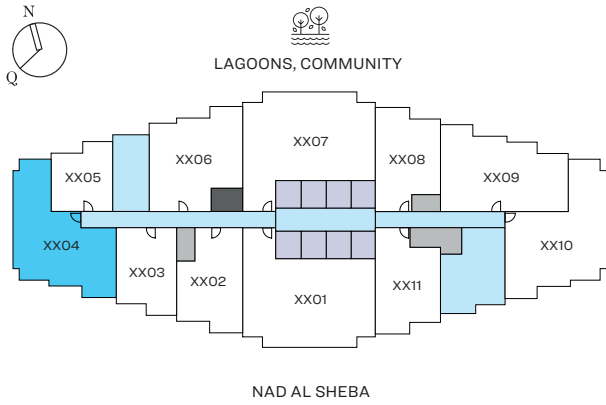 N
Q
LAGOONS, COMMUNITY
XX07
XX06
XX08
XX05
XX09
XX04
XX10
XX03
XX02
XX01
XX11
NAD AL SHEBA